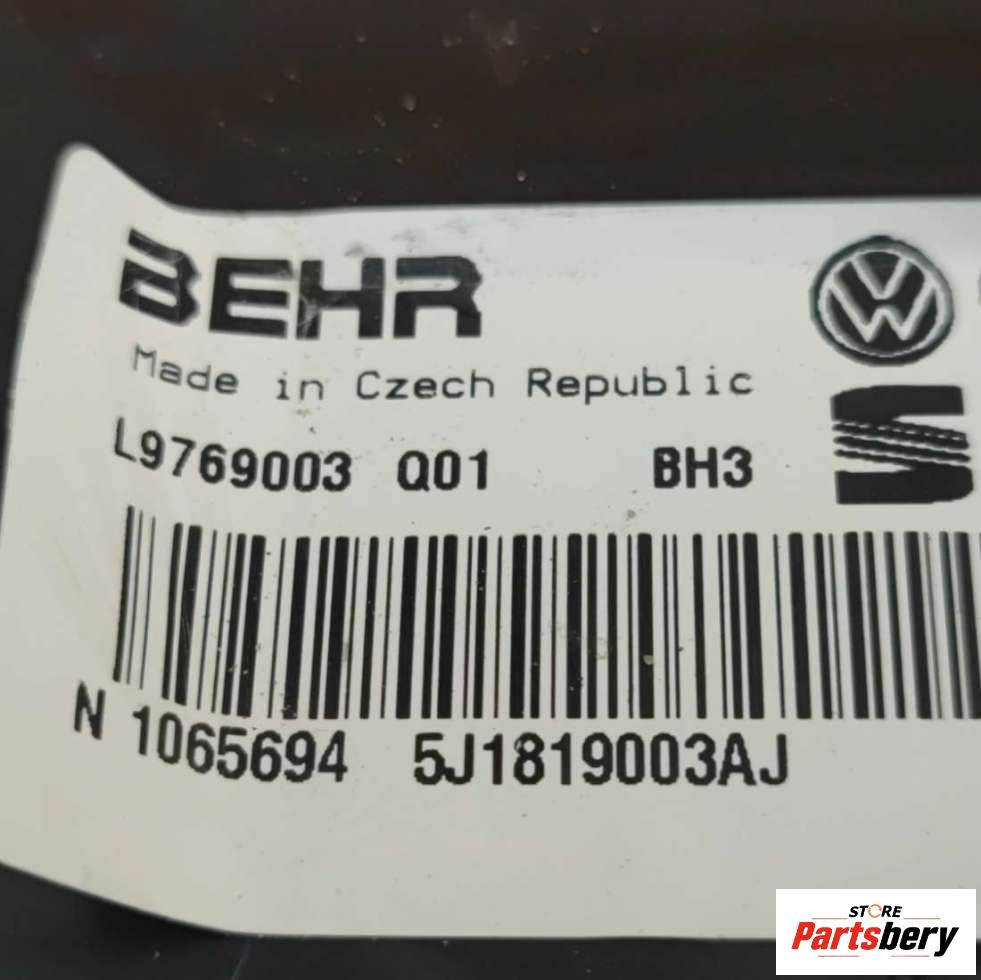 BEHR
Made in Czech Republic
L9769003 Q01 BH3
N 1065694 5J1819003AJ
STORE
Partsbery